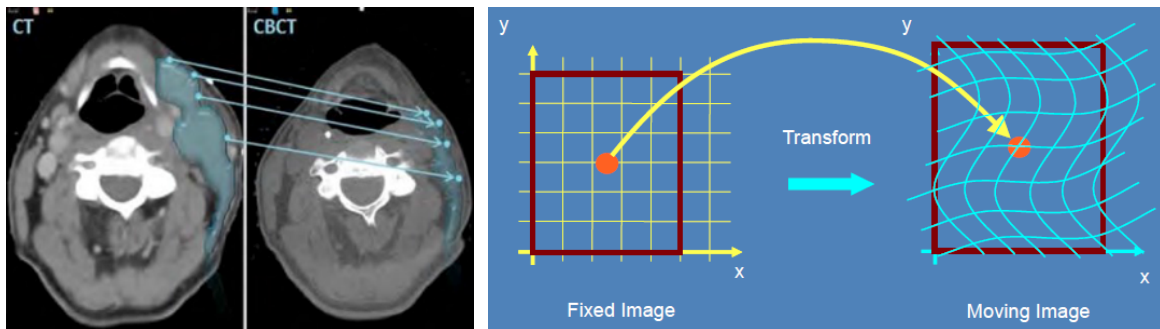 CT
CBCT
y
x
Fixed Image
Transform
y
x
Moving Image